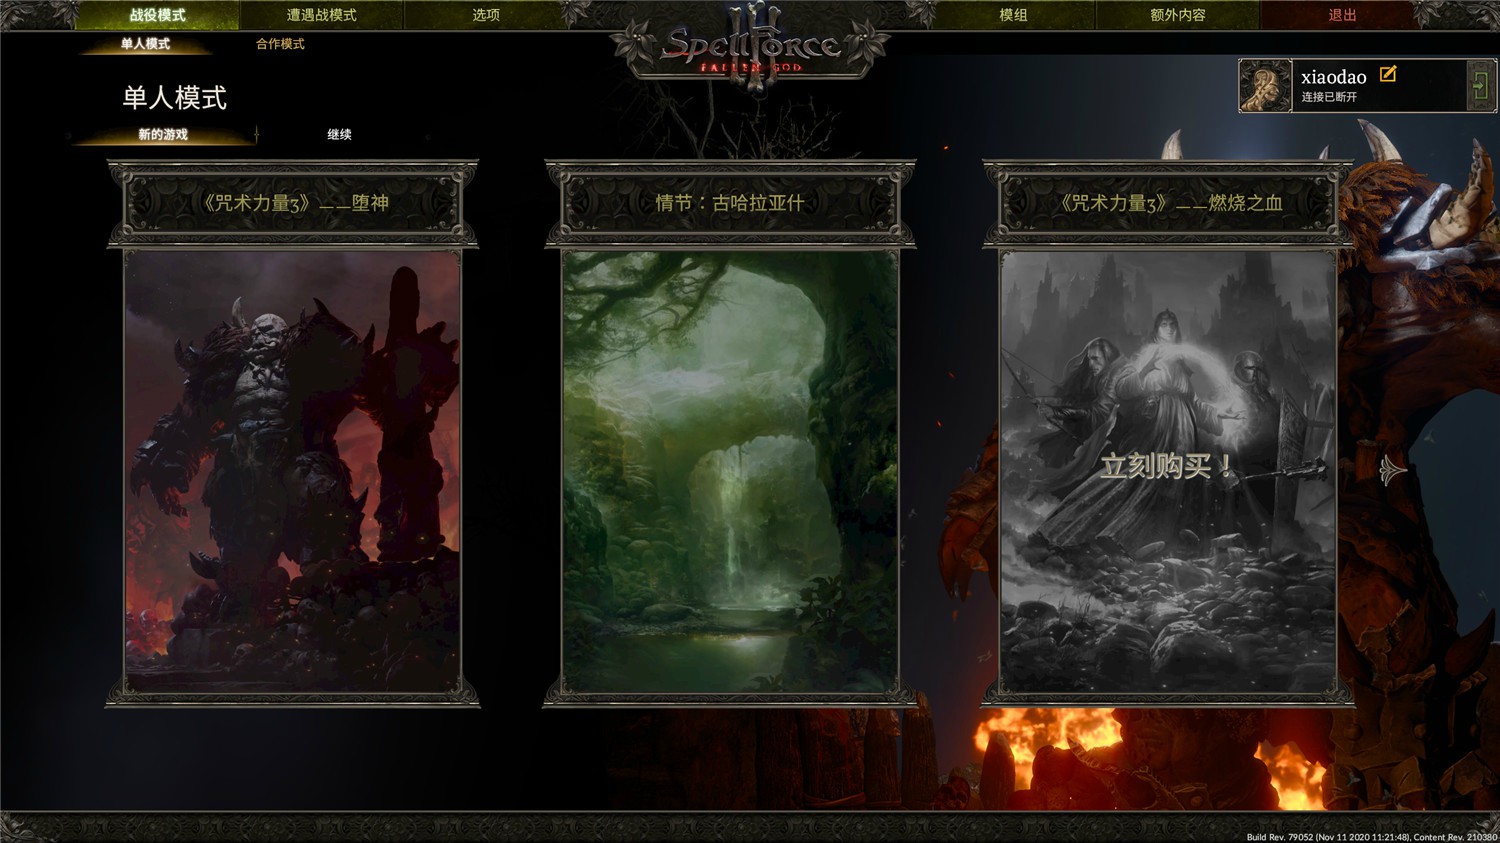 战役模式
遭遇战模式
选项
SpellForce
III
FALLEN GOD
模组
额外内容
退出
单人模式
合作模式
xiaodao
连接已断开
单人模式
新的游戏
继续
《咒术力量3》——堕神
情节：古哈拉亚什
《咒术力量3》——燃烧之血
立刻购买！
Build Rev. 79052 (Nov 11 2020 11:21:48), Content Rev. 210380